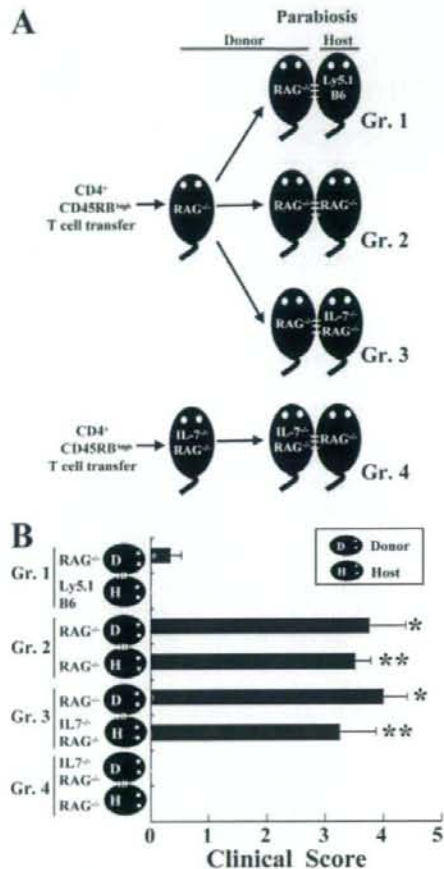 A
Parabiosis
Donor
Host
RAG-/-
Ly5.1
B6
Gr. 1
CD4+
CD45RBhigh
T cell transfer
RAG-/-
RAG-/-
RAG-/-
Gr. 2
RAG-/-
IL-7-/-
RAG-/-
Gr. 3
CD4+
CD45RBhigh
T cell transfer
IL-7-/-
RAG-/-
IL-7-/-
RAG-/-
RAG-/-
Gr. 4
B
D Donor
H Host
Gr. 1
RAG-/-
D
Ly5.1
B6
H
Gr. 2
RAG-/-
D
*
RAG-/-
H
**
Gr. 3
RAG-/-
D
*
IL7-/-
RAG-/-
H
**
Gr. 4
IL7-/-
RAG-/-
D
RAG-/-
H
0 1 2 3 4 5
Clinical Score